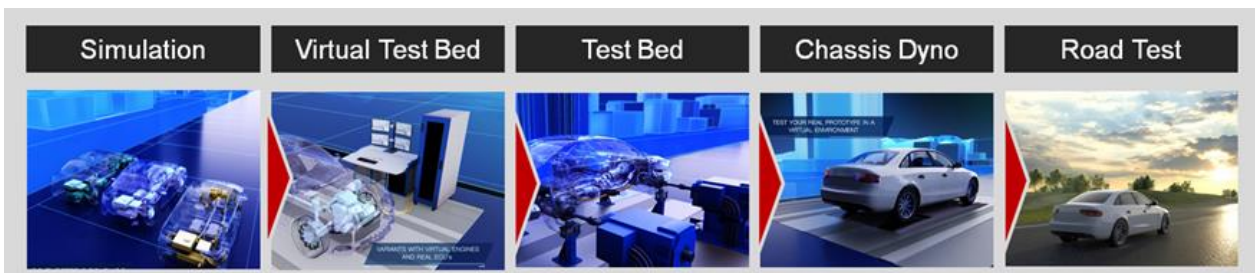 Simulation
Virtual Test Bed
Test Bed
Chassis Dyno
Road Test
VARIANTS WITH VIRTUAL ENGINES
AND REAL ECU's
TEST YOUR REAL PROTOTYPE IN A
VIRTUAL ENVIRONMENT